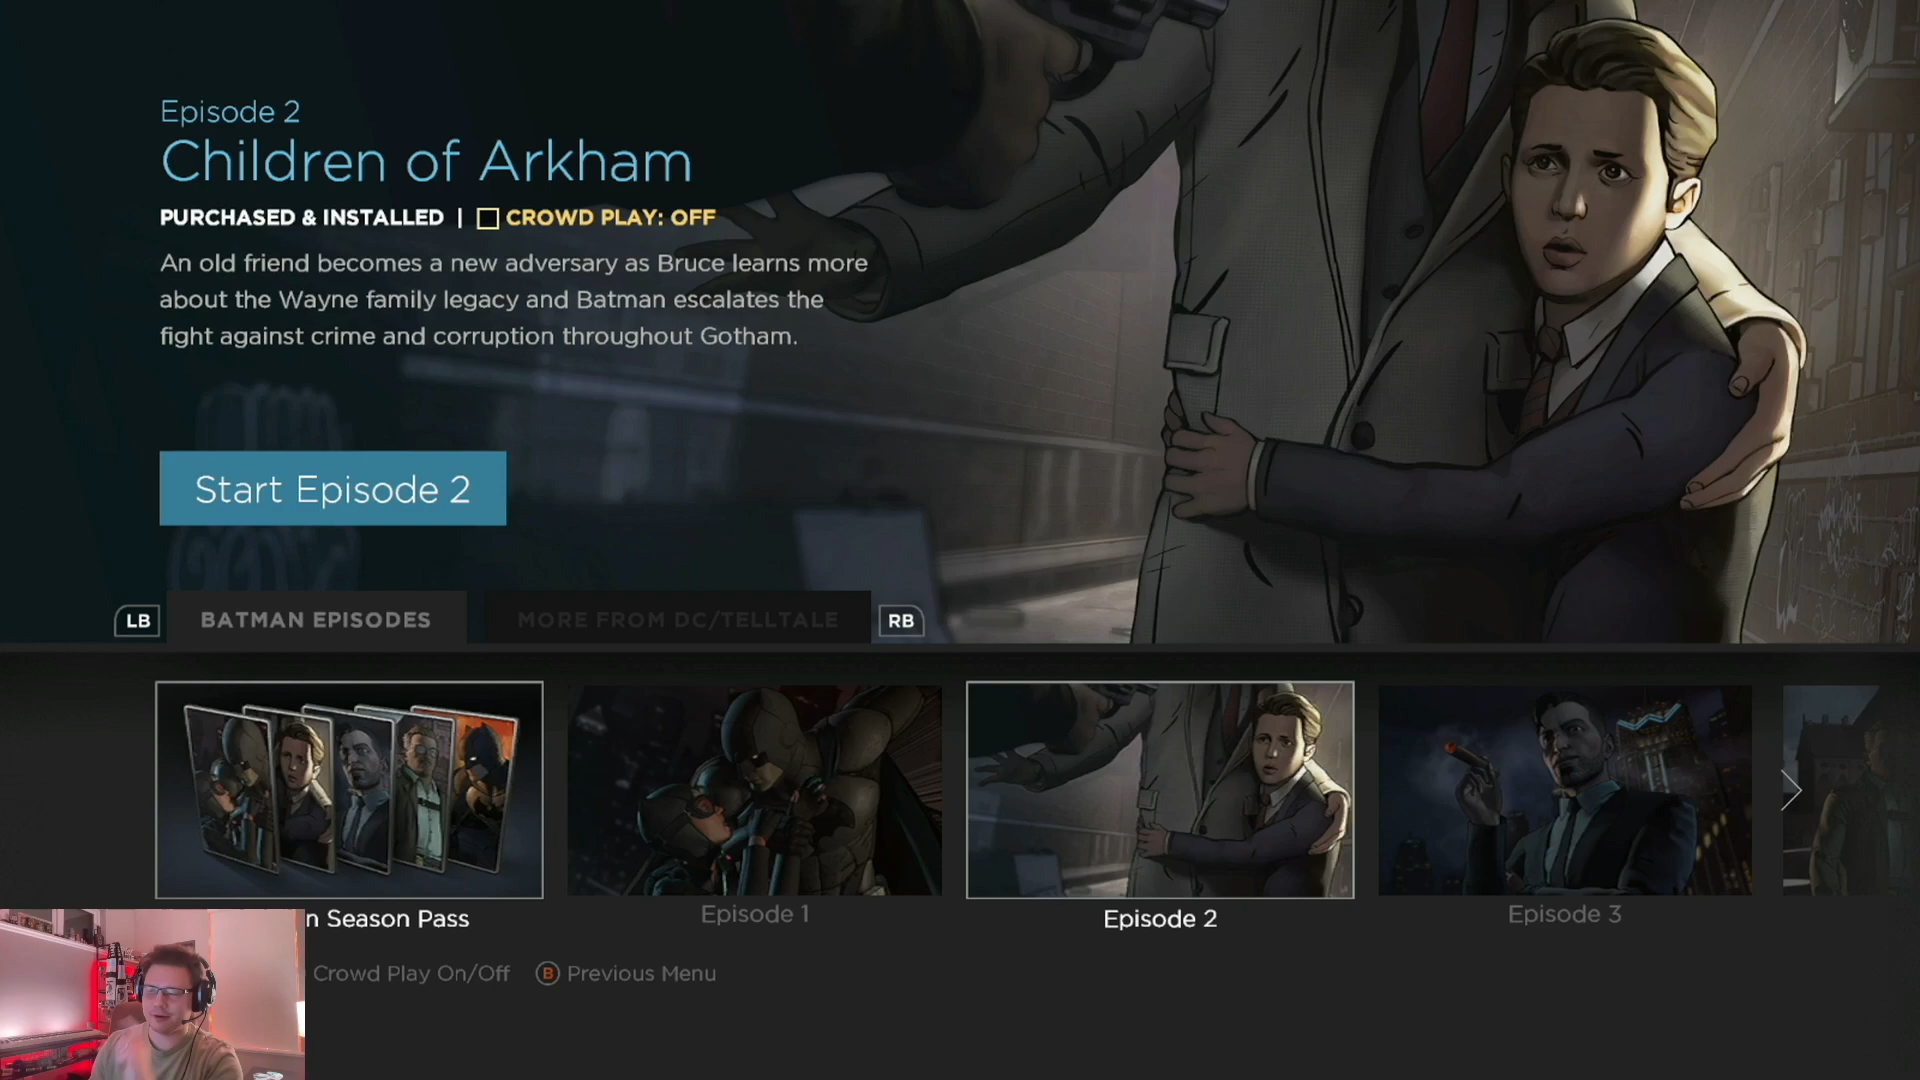 Episode 2
Children of Arkham
PURCHASED & INSTALLED | CROWD PLAY: OFF
An old friend becomes a new adversary as Bruce learns more
about the Wayne family legacy and Batman escalates the
fight against crime and corruption throughout Gotham.
Start Episode 2
LB BATMAN EPISODES MORE FROM DC/TELLTALE RB
n Season Pass Episode 1 Episode 2 Episode 3
Crowd Play On/Off B Previous Menu